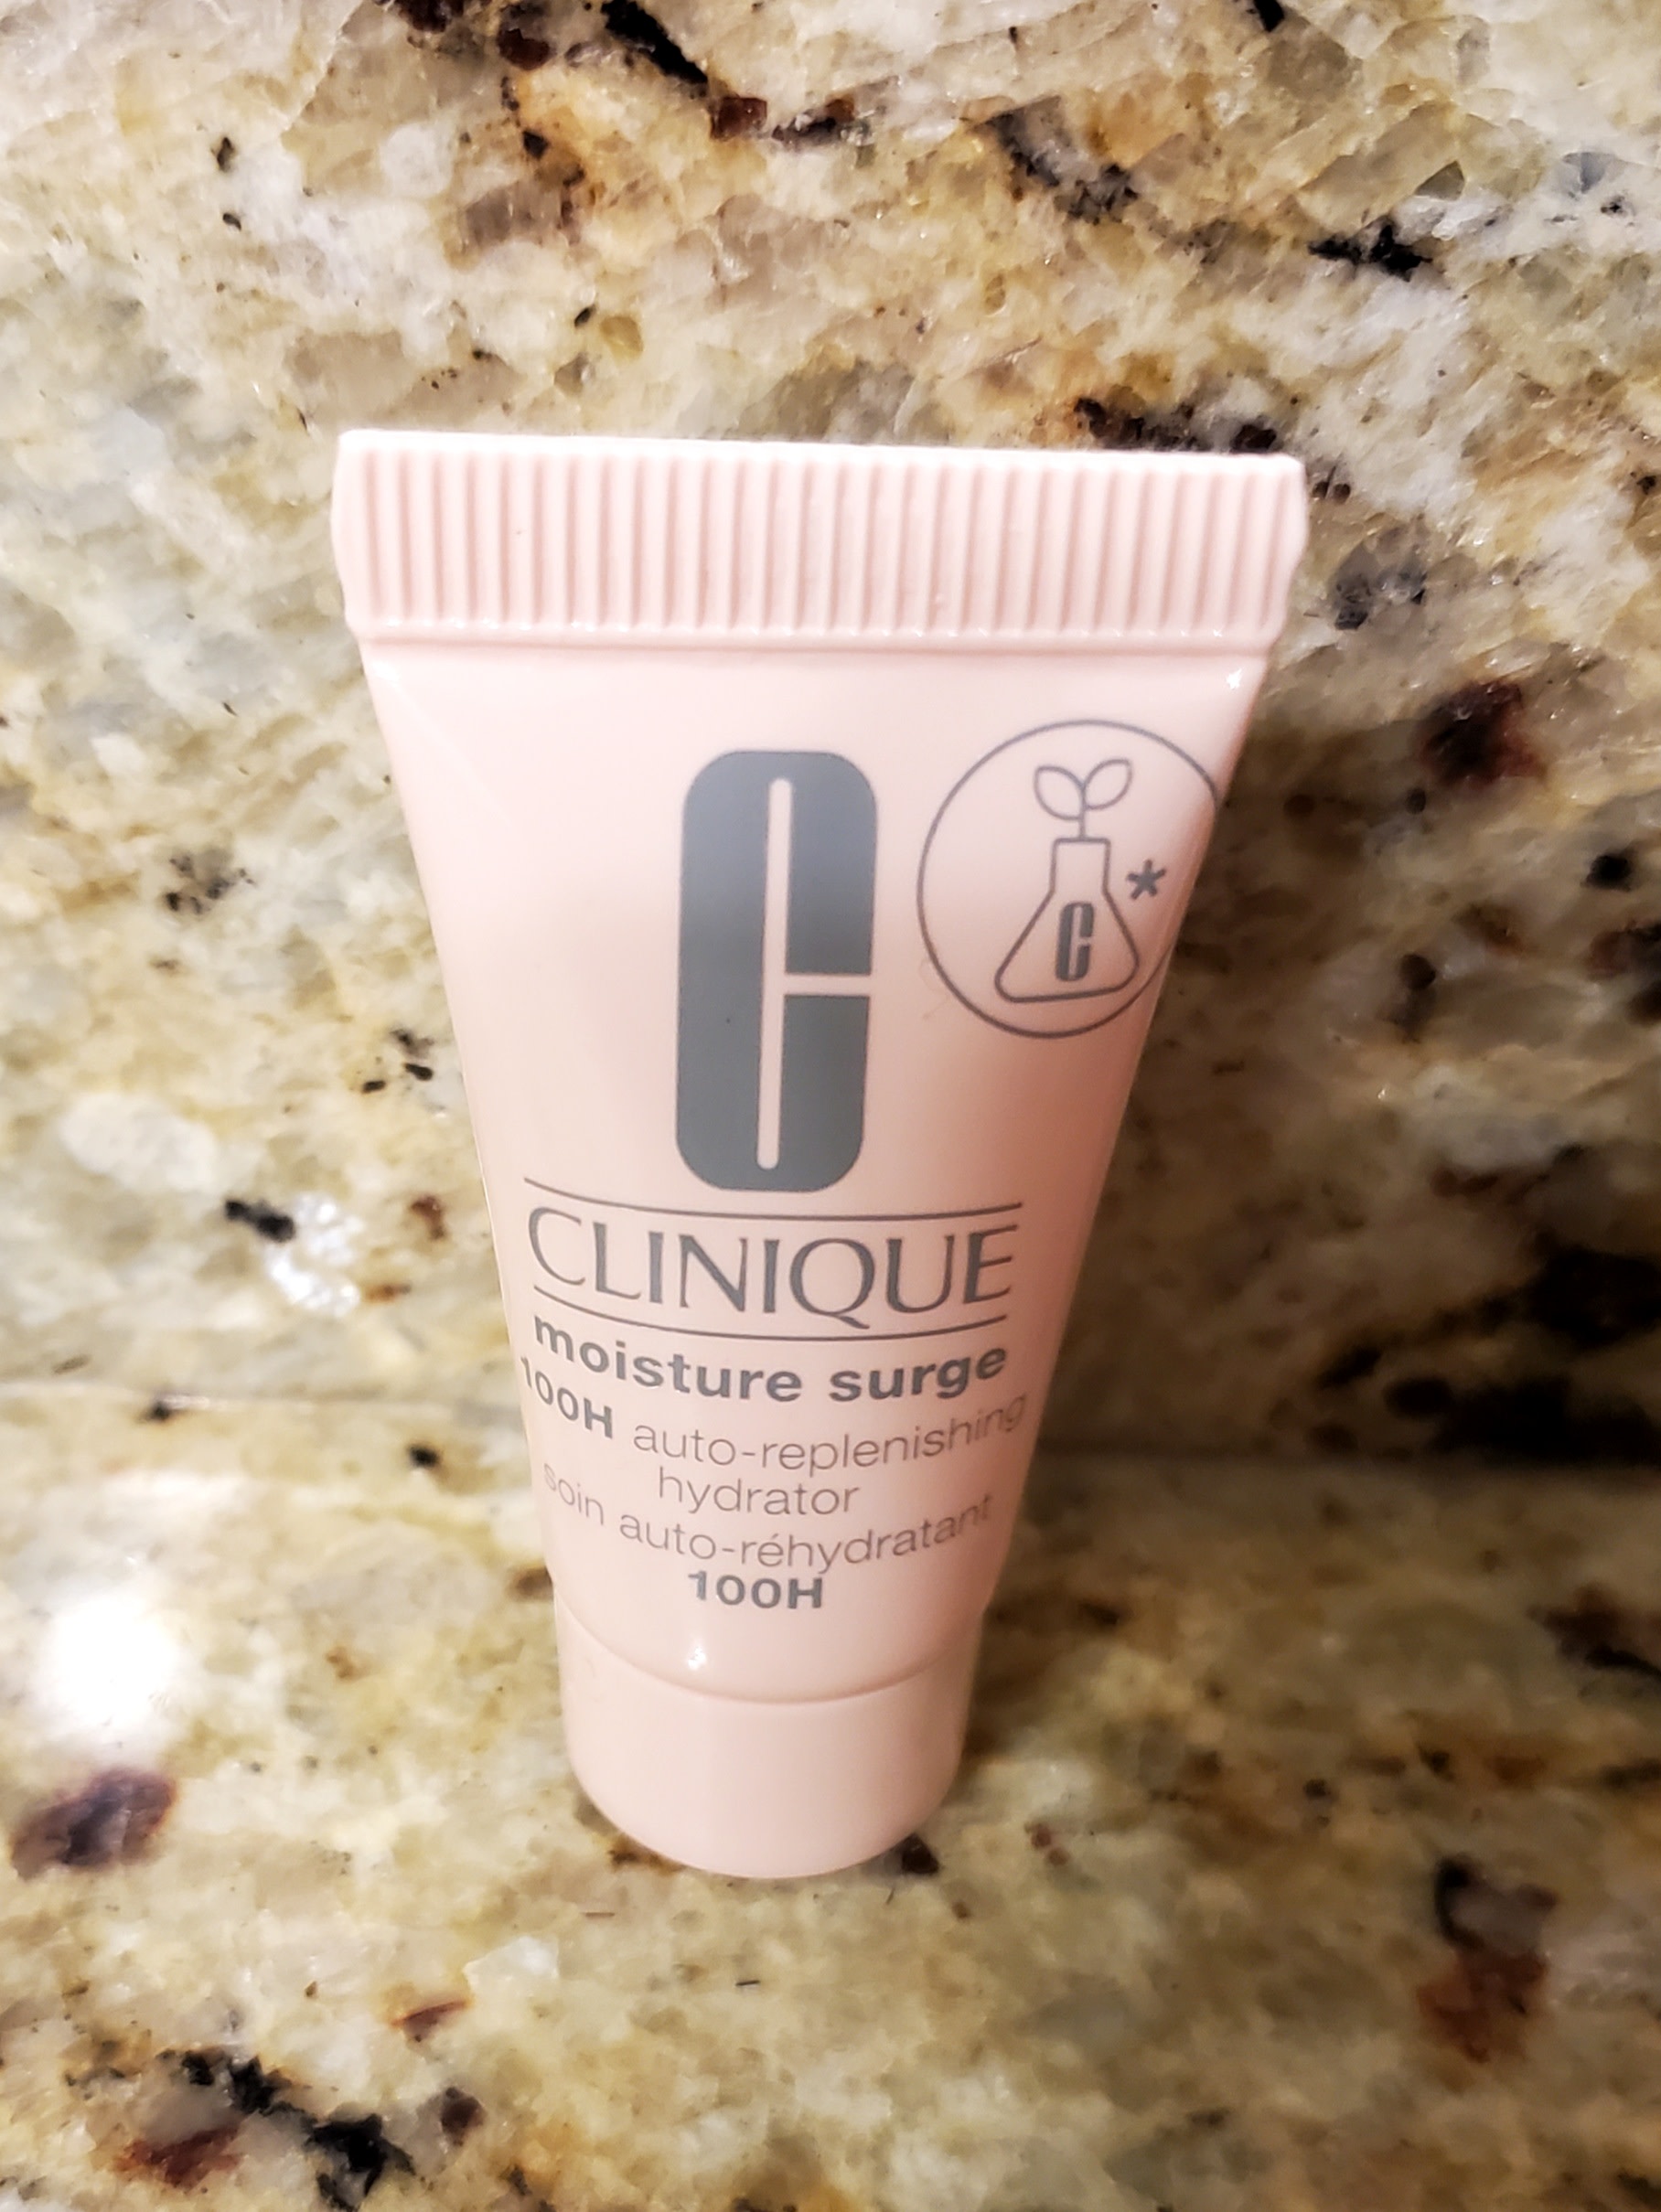 C
C
*
CLINIQUE
moisture surge
100H auto-replenishing
hydrator
soin auto-réhydratant
100H